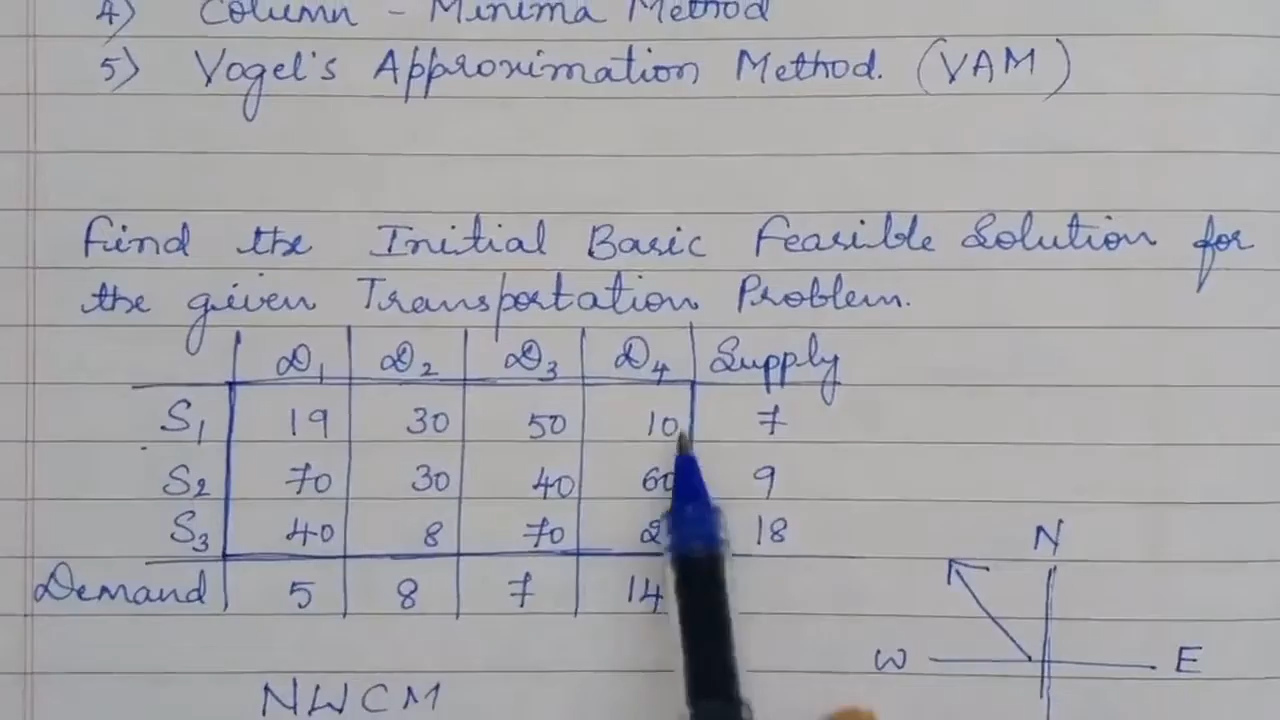 4) Column - Minima Method
5) Vogel's Approximation Method. (VAM)
Find the Initial Basic Feasible Solution for
the given Transportation Problem.
D1 D2 D3 D4 Supply
S1 19 30 50 10 7
S2 70 30 40 60 9
S3 40 8 70 2 18
Demand 5 8 7 14
N
W E
NWCM